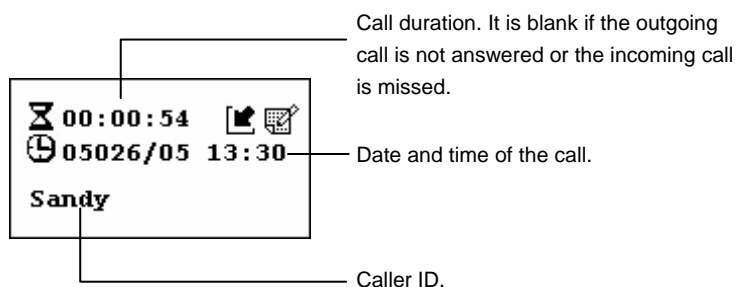 Call duration. It is blank if the outgoing
call is not answered or the incoming call
is missed.
00:00:54
05026/05 13:30
Date and time of the call.
Sandy
Caller ID.